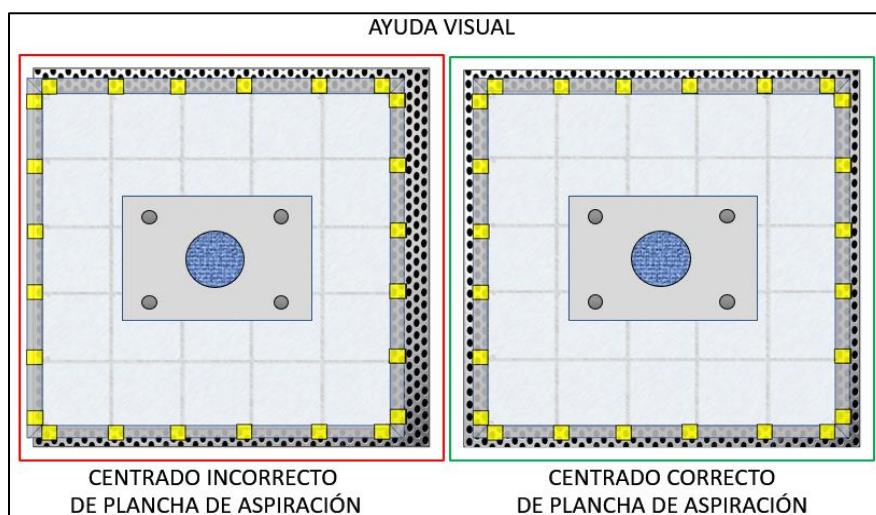 AYUDA VISUAL
CENTRADO INCORRECTO
DE PLANCHA DE ASPIRACIÓN
CENTRADO CORRECTO
DE PLANCHA DE ASPIRACIÓN